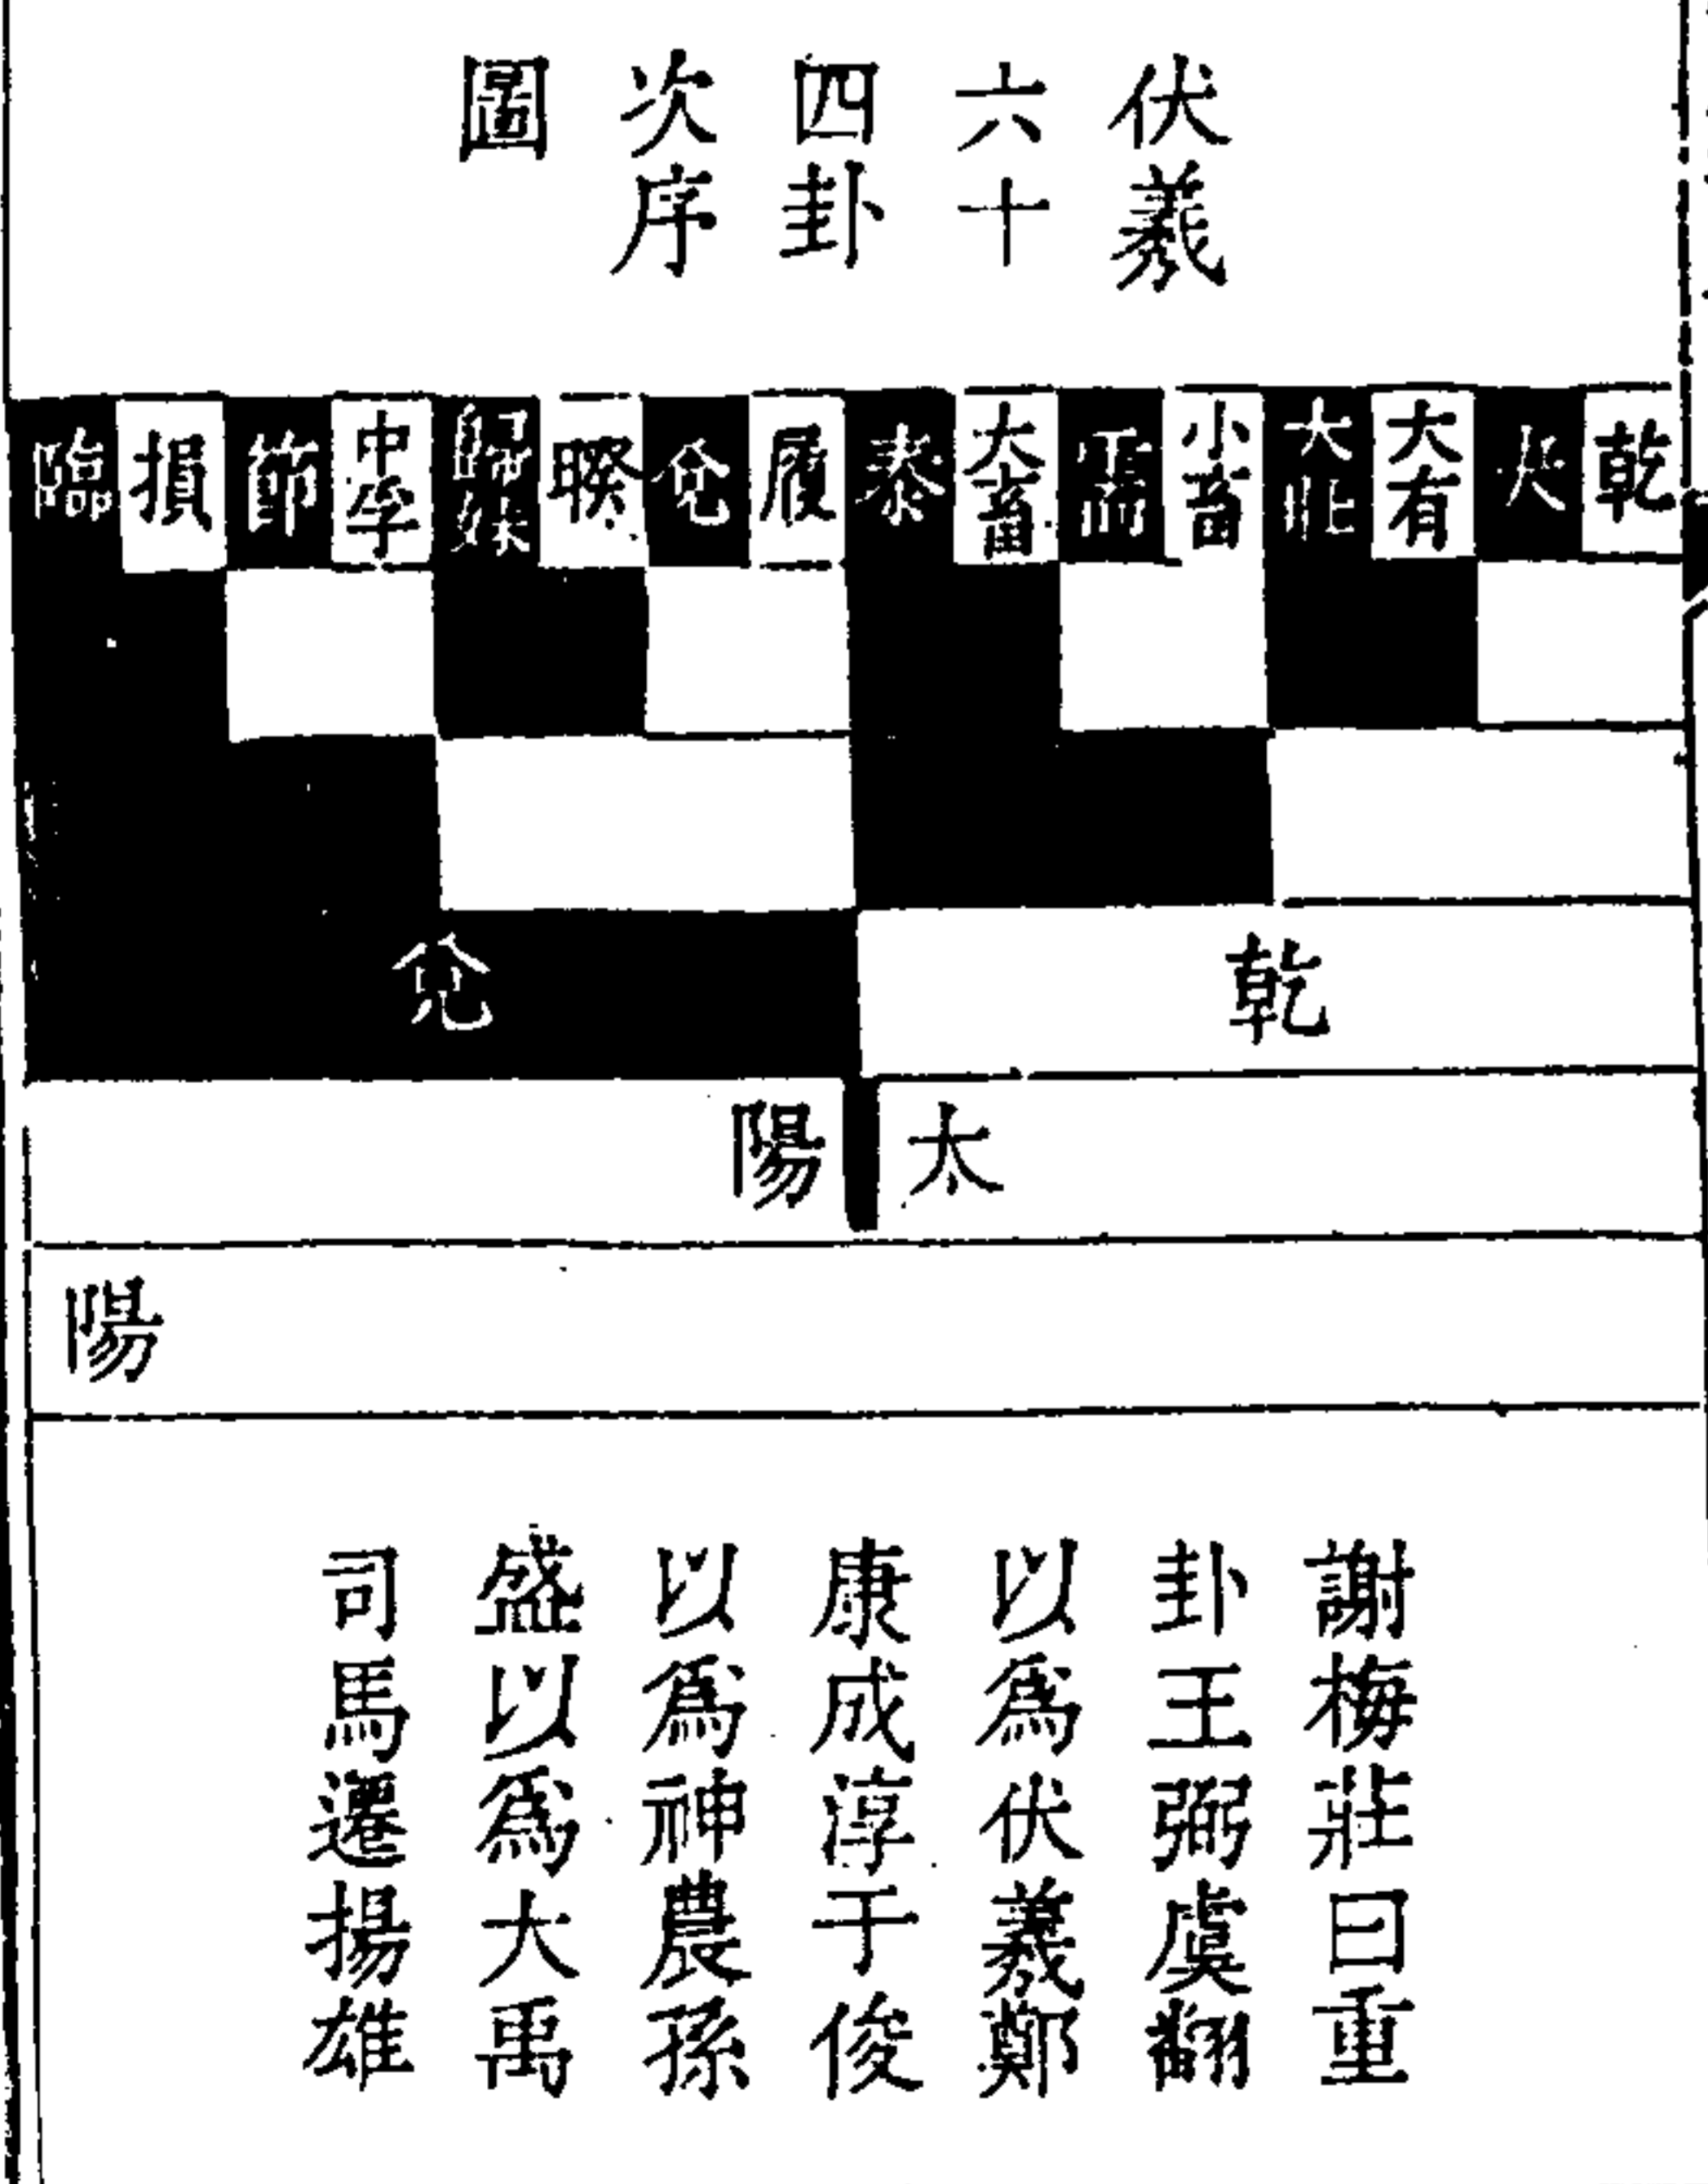 伏羲
六十
四卦
次序
圖
乾
夬
大有
大壯
小畜
需
大畜
泰
履
兌
睽
歸妹
中孚
節
損
臨
乾
兌
太陽
陽
謝梅莊曰重
卦王弼虞翻
以爲伏羲鄭
康成淳于俊
以爲神農孫
盛以爲大禹
司馬遷揚雄